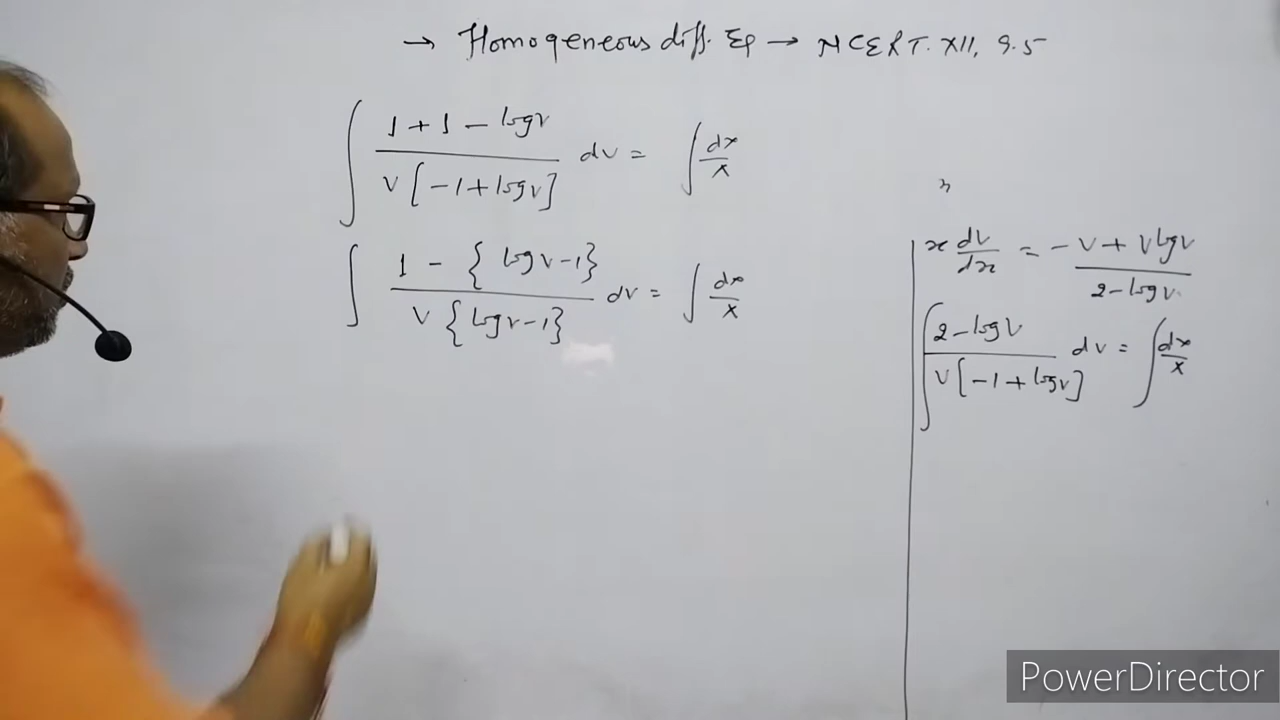 → Homogeneous diff. Eq → NCERT. XII, 9.5
∫ (1 + 1 − log v) / (v [−1 + log v]) dv = ∫ dx/x
∫ (1 − {log v − 1}) / (v {log v − 1}) dv = ∫ dx/x
x dv/dx = (−v + v log v) / (2 − log v)
∫ (2 − log v) / (v [−1 + log v]) dv = ∫ dx/x
PowerDirector